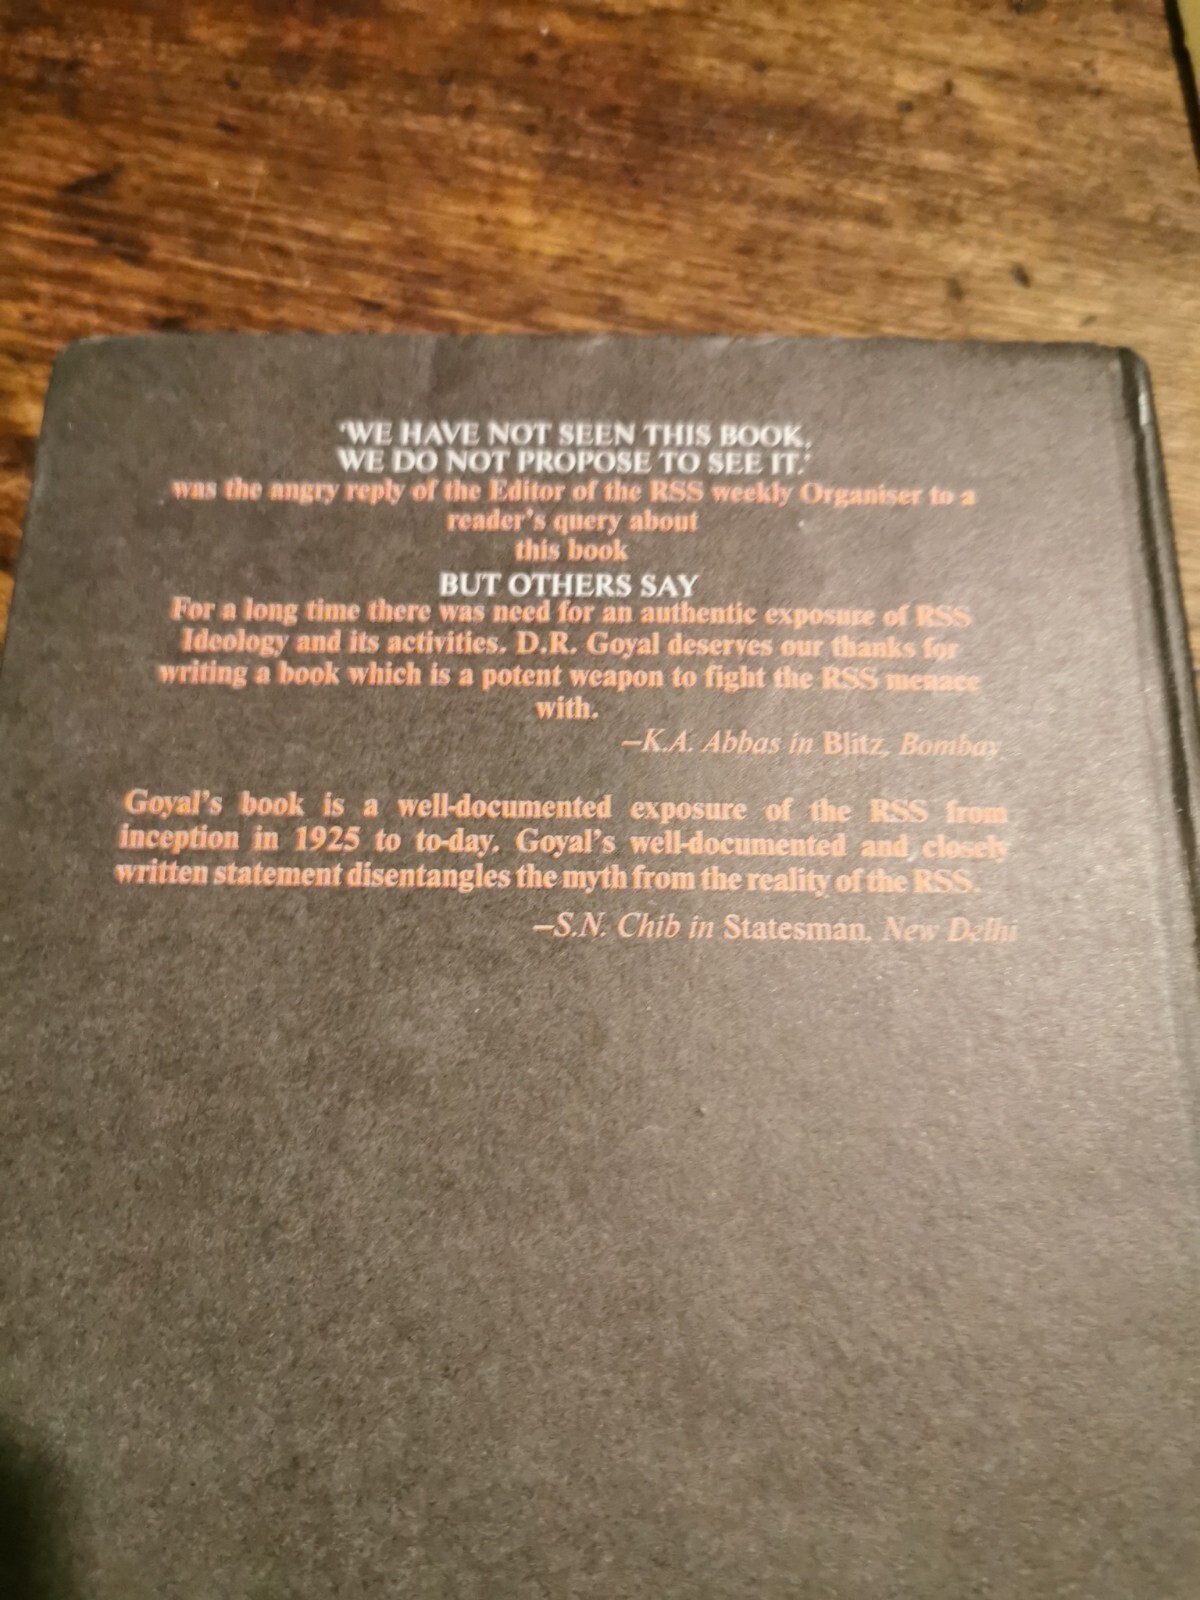 'WE HAVE NOT SEEN THIS BOOK,
WE DO NOT PROPOSE TO SEE IT.'
was the angry reply of the Editor of the RSS weekly Organiser to a
reader's query about
this book
BUT OTHERS SAY
For a long time there was need for an authentic exposure of RSS
Ideology and its activities. D.R. Goyal deserves our thanks for
writing a book which is a potent weapon to fight the RSS menace
with.
—K.A. Abbas in Blitz, Bombay
Goyal's book is a well-documented exposure of the RSS from
inception in 1925 to to-day. Goyal's well-documented and closely
written statement disentangles the myth from the reality of the RSS.
—S.N. Chib in Statesman, New Delhi